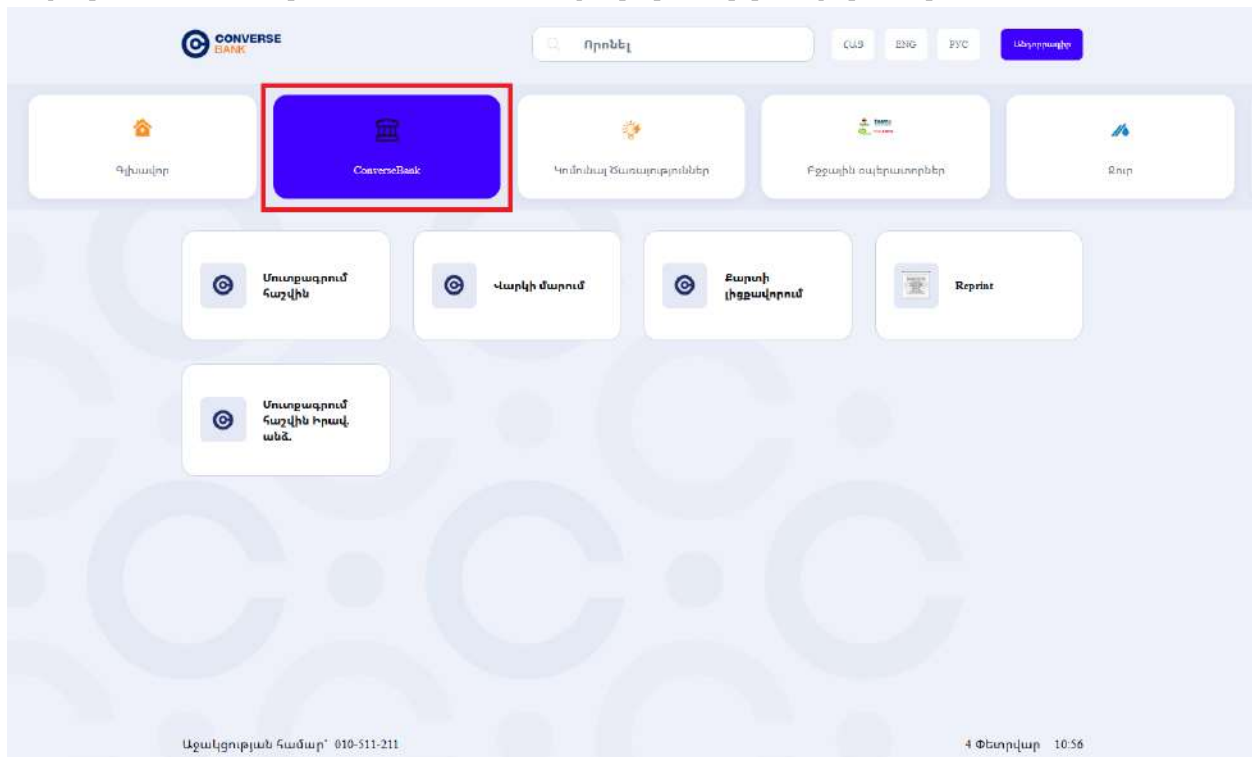 CONVERSE
BANK
Որոնել
ՀԱՅ
ENG
РУС
Անդորրագիր
Գլխավոր
ConverseBank
Կոմունալ Ծառայություններ
Բջջային օպերատորներ
Ջուր
Մուտքագրում
հաշվին
Վարկի մարում
Քարտի
լիցքավորում
Reprint
Մուտքագրում
հաշվին Իրավ.
անձ.
Աջակցության համար՝ 010-511-211
4 Փետրվար 10:56